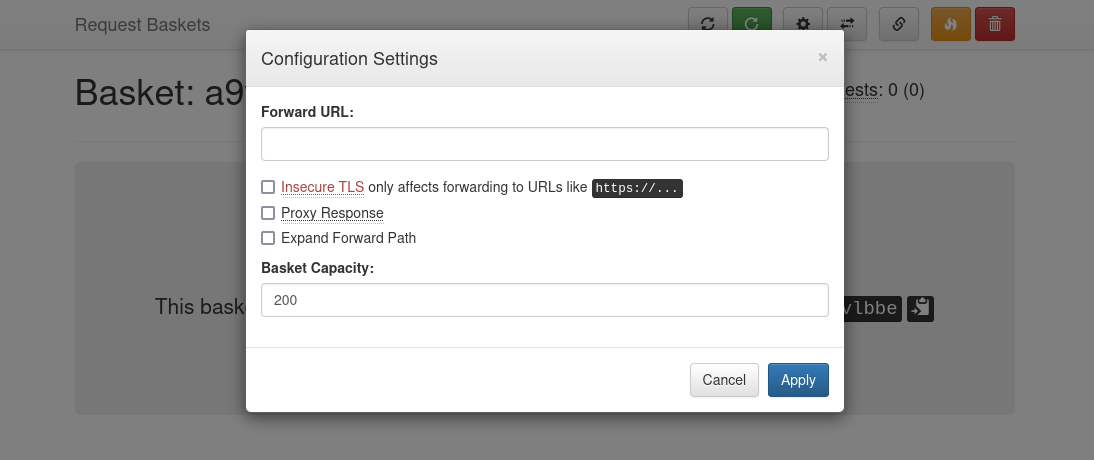 Request Baskets
Configuration Settings
×
Basket: a9
ests: 0 (0)
Forward URL:
Insecure TLS only affects forwarding to URLs like https://...
Proxy Response
Expand Forward Path
Basket Capacity:
200
This bask
vlbbe
Cancel
Apply